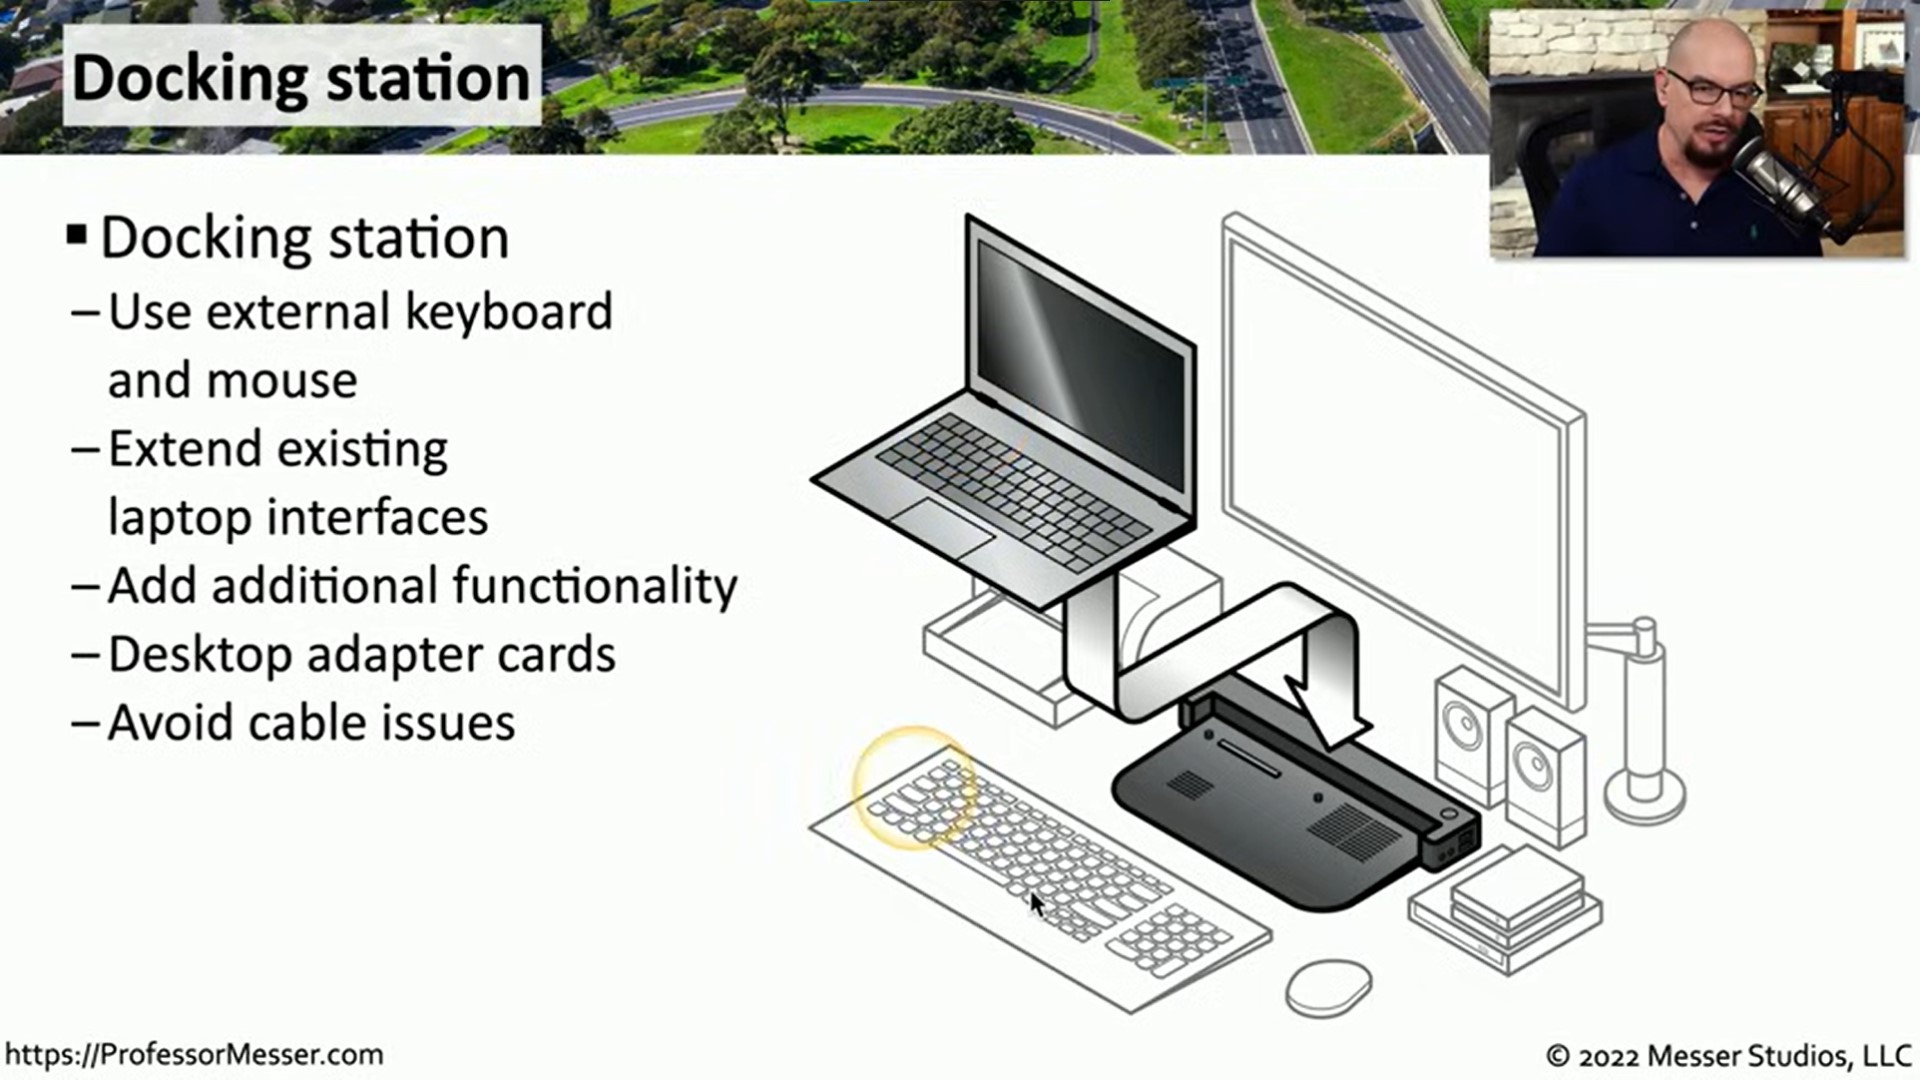 Docking station
▪ Docking station
– Use external keyboard
and mouse
– Extend existing
laptop interfaces
– Add additional functionality
– Desktop adapter cards
– Avoid cable issues
https://ProfessorMesser.com
© 2022 Messer Studios, LLC